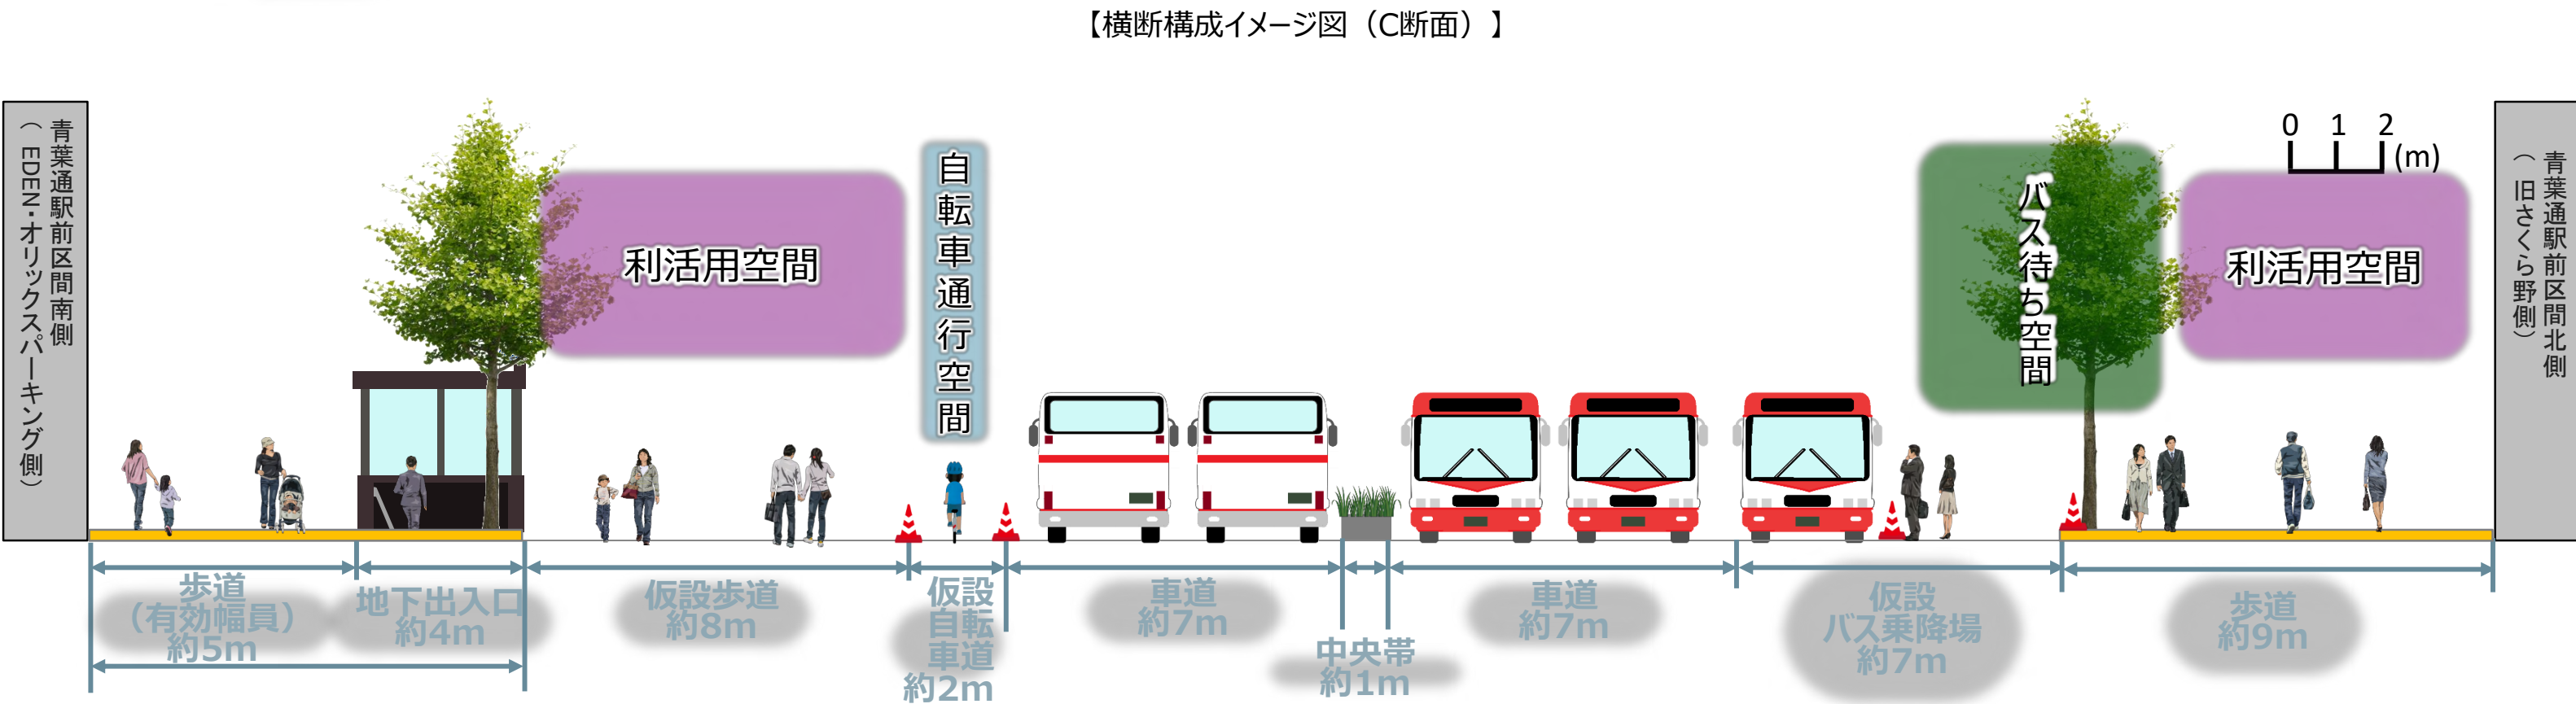 【横断構成イメージ図（C断面）】
青葉通駅前区間南側
（EDEN・オリックスパーキング側）
利活用空間
自転車通行空間
バス待ち空間
0 1 2
(m)
利活用空間
青葉通駅前区間北側
（旧さくら野側）
歩道
（有効幅員）
約5m
地下出入口
約4m
仮設歩道
約8m
仮設
自転
車道
約2m
車道
約7m
中央帯
約1m
車道
約7m
仮設
バス乗降場
約7m
歩道
約9m